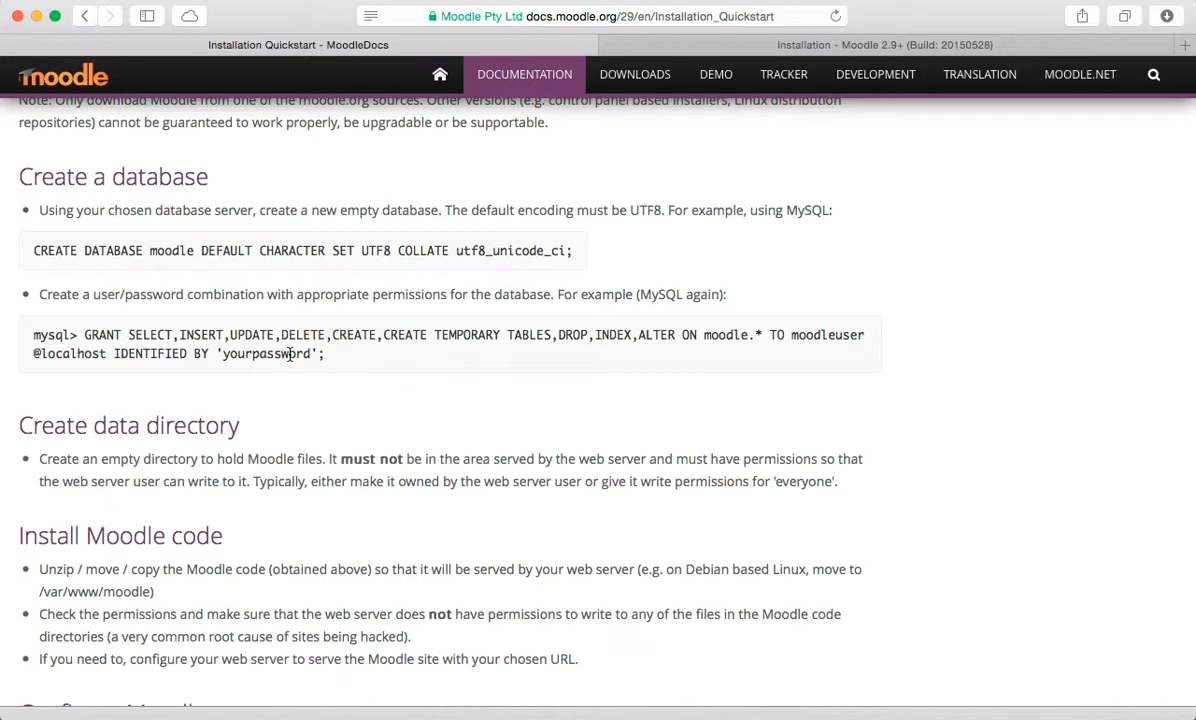 Moodle Pty Ltd docs.moodle.org/29/en/Installation_Quickstart
Installation Quickstart - MoodleDocs
Installation - Moodle 2.9+ (Build: 20150528)
moodle
DOCUMENTATION
DOWNLOADS
DEMO
TRACKER
DEVELOPMENT
TRANSLATION
MOODLE.NET
Note: Only download Moodle from one of the moodle.org sources. Other versions (e.g. control panel based installers, Linux distribution
repositories) cannot be guaranteed to work properly, be upgradable or be supportable.
Create a database
Using your chosen database server, create a new empty database. The default encoding must be UTF8. For example, using MySQL:
CREATE DATABASE moodle DEFAULT CHARACTER SET UTF8 COLLATE utf8_unicode_ci;
Create a user/password combination with appropriate permissions for the database. For example (MySQL again):
mysql> GRANT SELECT,INSERT,UPDATE,DELETE,CREATE,CREATE TEMPORARY TABLES,DROP,INDEX,ALTER ON moodle.* TO moodleuser
@localhost IDENTIFIED BY 'yourpassword';
Create data directory
Create an empty directory to hold Moodle files. It must not be in the area served by the web server and must have permissions so that
the web server user can write to it. Typically, either make it owned by the web server user or give it write permissions for 'everyone'.
Install Moodle code
Unzip / move / copy the Moodle code (obtained above) so that it will be served by your web server (e.g. on Debian based Linux, move to
/var/www/moodle)
Check the permissions and make sure that the web server does not have permissions to write to any of the files in the Moodle code
directories (a very common root cause of sites being hacked).
If you need to, configure your web server to serve the Moodle site with your chosen URL.